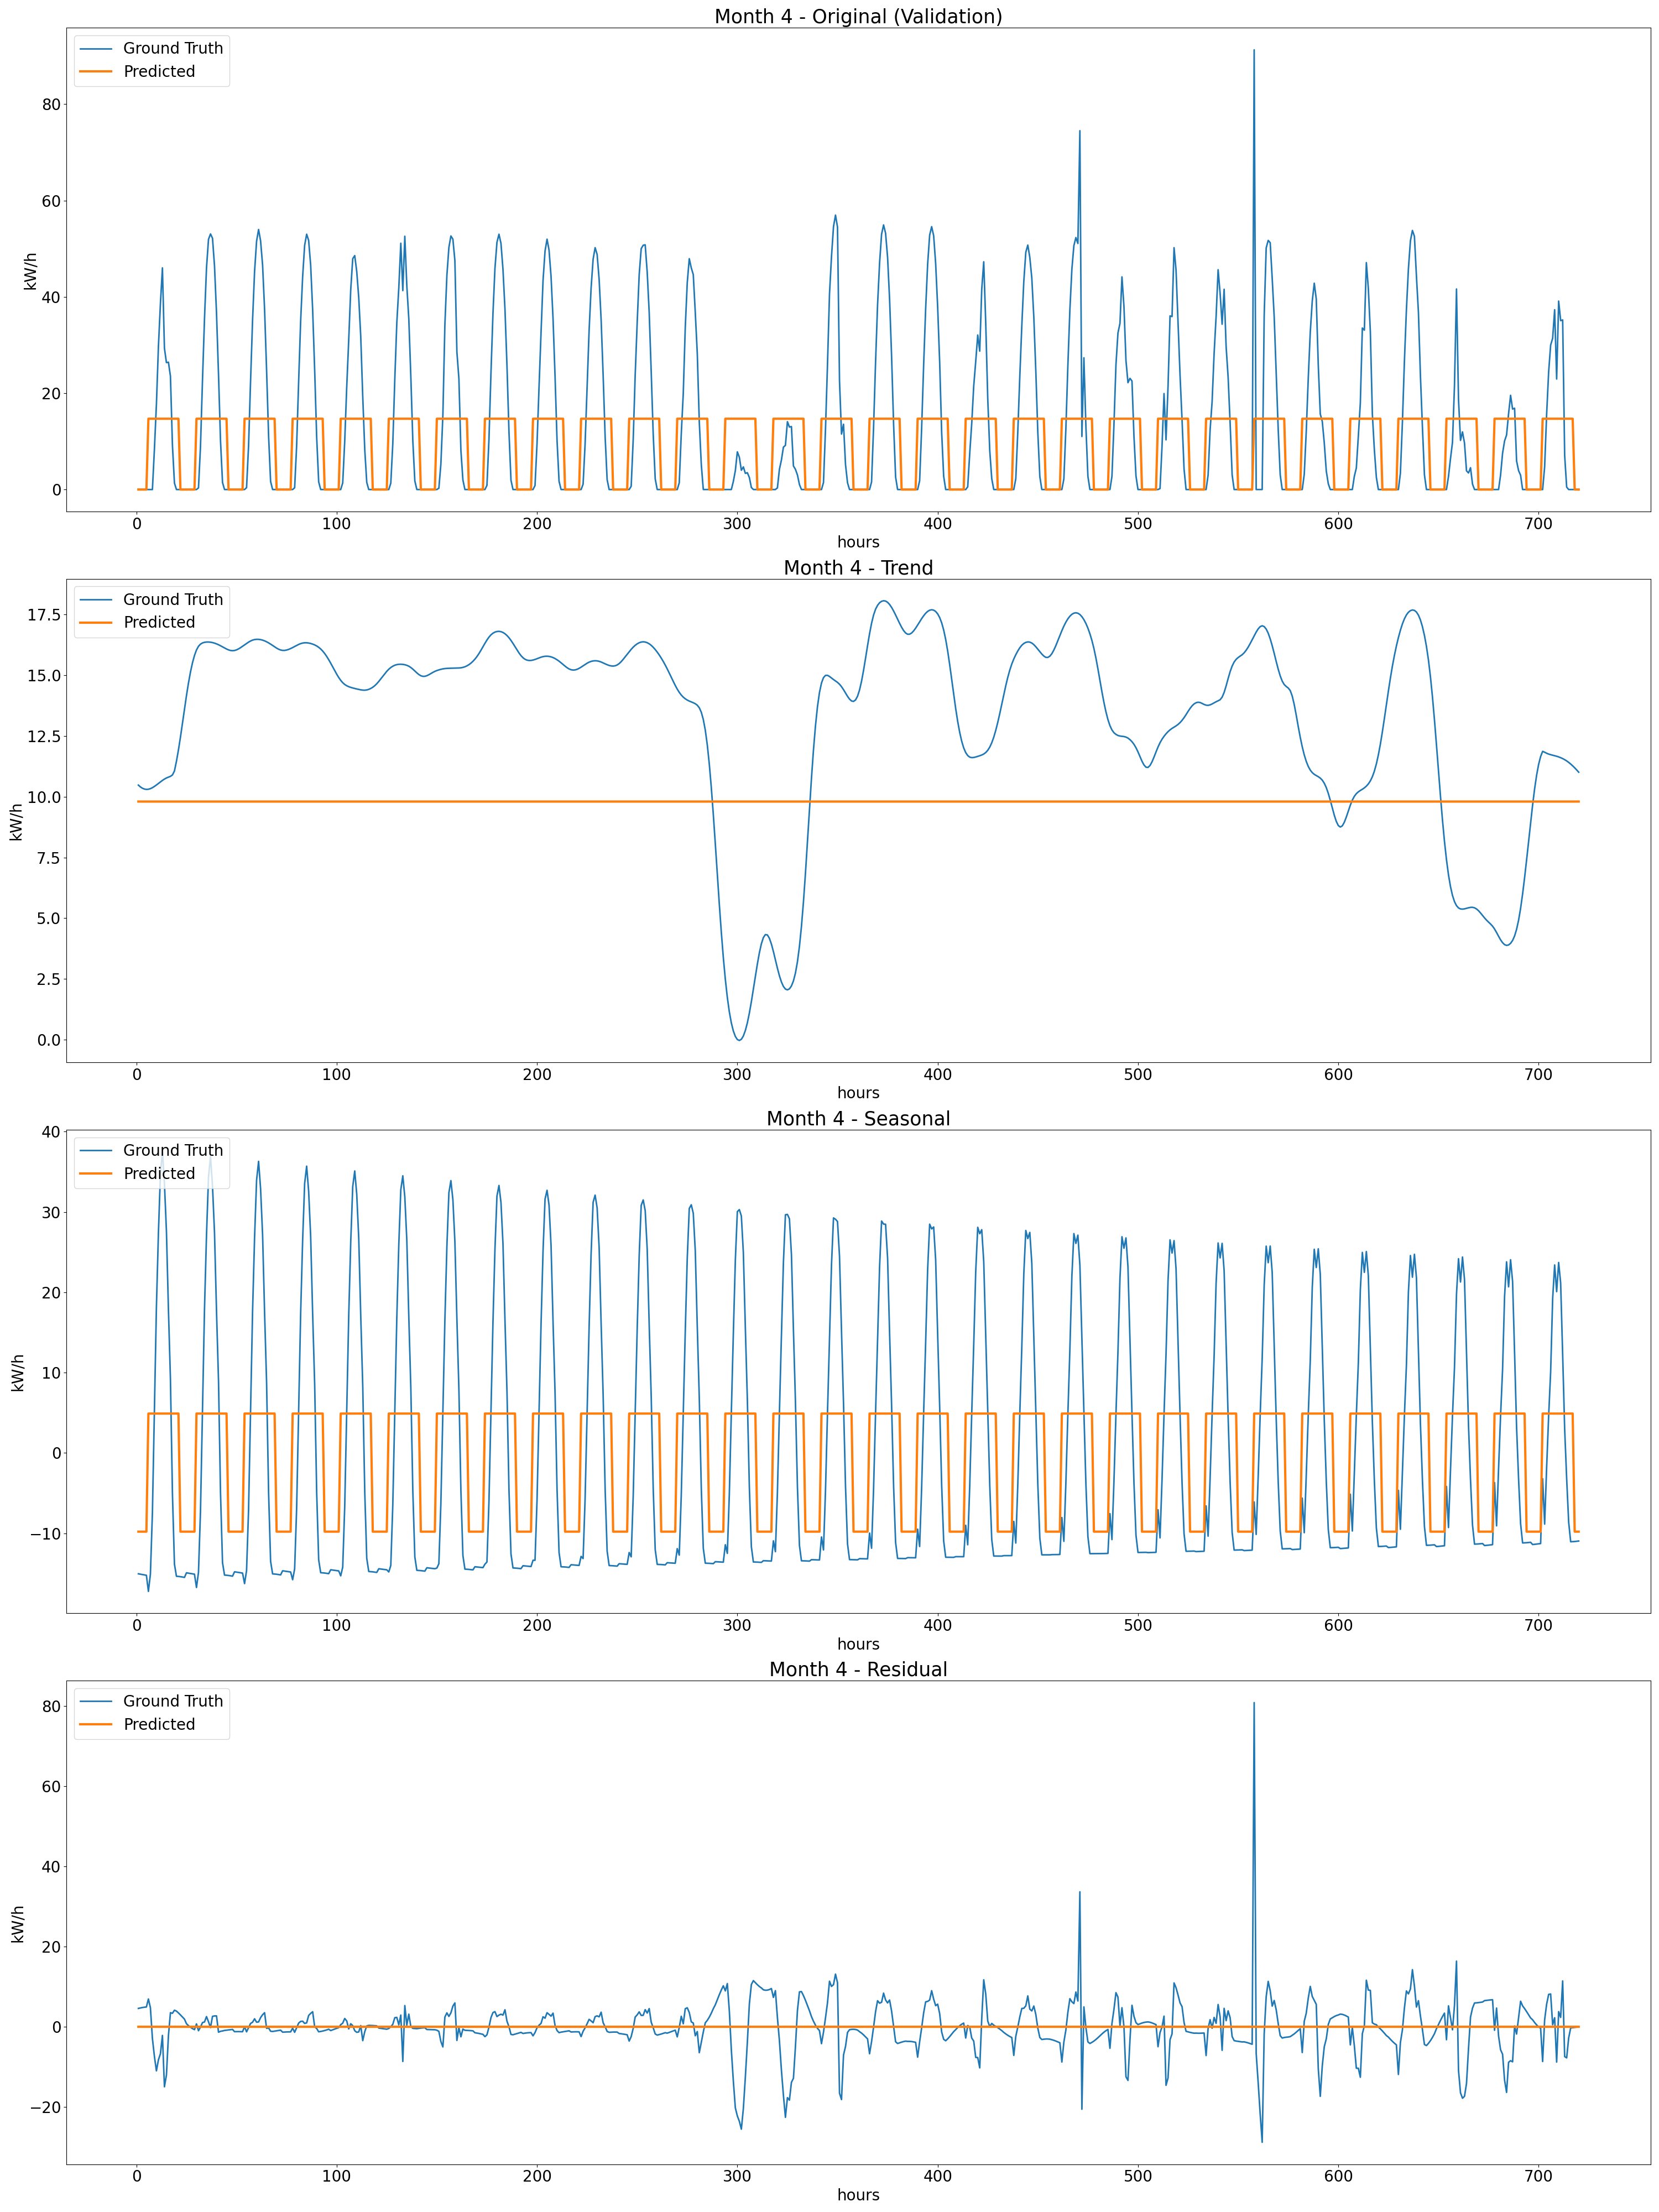 Month 4 - Original (Validation)
Ground Truth
Predicted
kW/h
80
60
40
20
0
0 100 200 300 400 500 600 700
hours
Month 4 - Trend
Ground Truth
Predicted
kW/h
17.5
15.0
12.5
10.0
7.5
5.0
2.5
0.0
0 100 200 300 400 500 600 700
hours
Month 4 - Seasonal
Ground Truth
Predicted
kW/h
40
30
20
10
0
−10
0 100 200 300 400 500 600 700
hours
Month 4 - Residual
Ground Truth
Predicted
kW/h
80
60
40
20
0
−20
0 100 200 300 400 500 600 700
hours